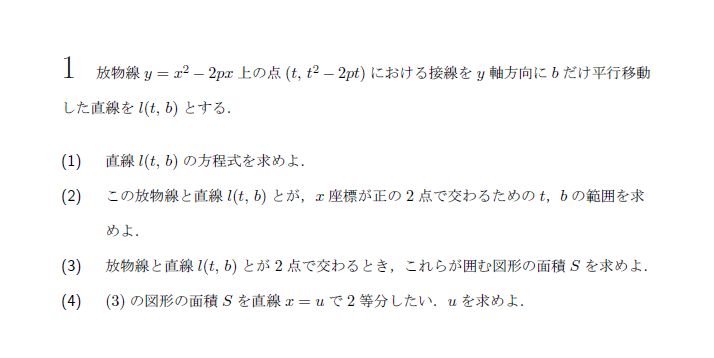 1 放物線 y = x² − 2px 上の点 (t, t² − 2pt) における接線を y 軸方向に b だけ平行移動
した直線を l(t, b) とする.
(1) 直線 l(t, b) の方程式を求めよ.
(2) この放物線と直線 l(t, b) とが, x 座標が正の 2 点で交わるための t, b の範囲を求
めよ.
(3) 放物線と直線 l(t, b) とが 2 点で交わるとき, これらが囲む図形の面積 S を求めよ.
(4) (3) の図形の面積 S を直線 x = u で 2 等分したい. u を求めよ.